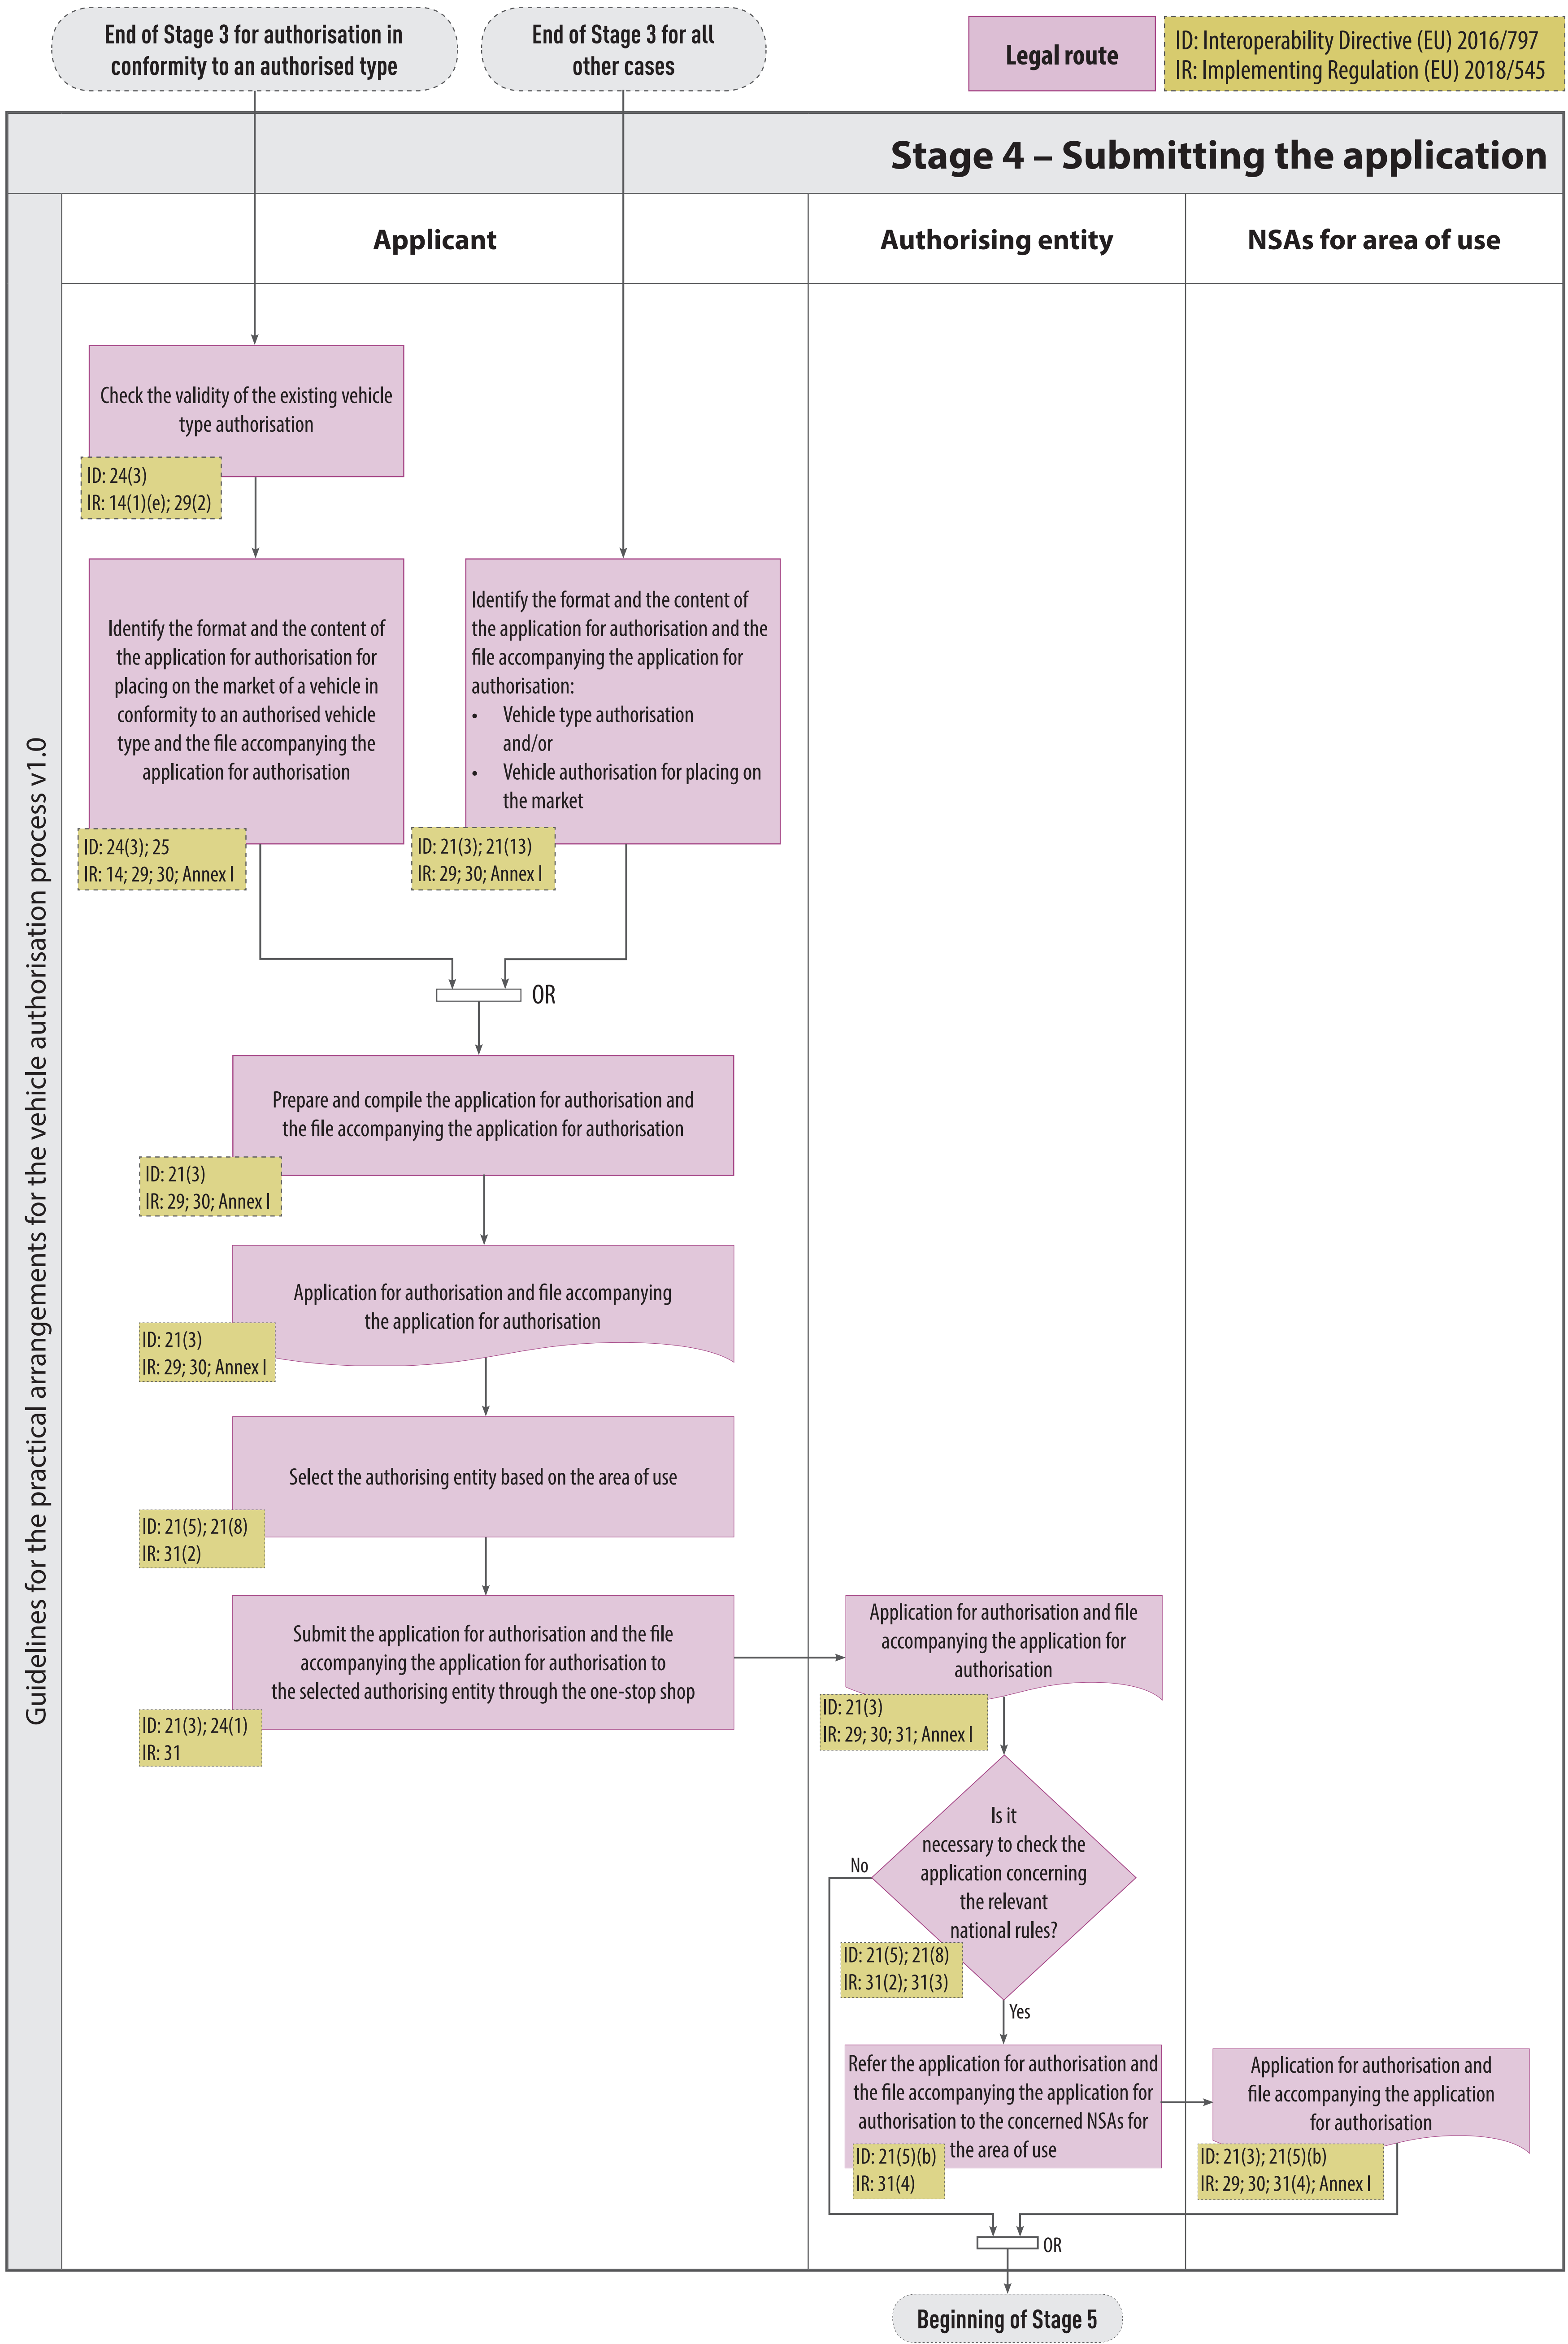 End of Stage 3 for authorisation in
conformity to an authorised type
End of Stage 3 for all
other cases
Legal route
ID: Interoperability Directive (EU) 2016/797
IR: Implementing Regulation (EU) 2018/545
Stage 4 – Submitting the application
Guidelines for the practical arrangements for the vehicle authorisation process v1.0
Applicant
Authorising entity
NSAs for area of use
Check the validity of the existing vehicle
type authorisation
ID: 24(3)
IR: 14(1)(e); 29(2)
Identify the format and the content of
the application for authorisation for
placing on the market of a vehicle in
conformity to an authorised vehicle
type and the file accompanying the
application for authorisation
ID: 24(3); 25
IR: 14; 29; 30; Annex I
Identify the format and the content of
the application for authorisation and the
file accompanying the application for
authorisation:
• Vehicle type authorisation
and/or
• Vehicle authorisation for placing on
the market
ID: 21(3); 21(13)
IR: 29; 30; Annex I
OR
Prepare and compile the application for authorisation and
the file accompanying the application for authorisation
ID: 21(3)
IR: 29; 30; Annex I
Application for authorisation and file accompanying
the application for authorisation
ID: 21(3)
IR: 29; 30; Annex I
Select the authorising entity based on the area of use
ID: 21(5); 21(8)
IR: 31(2)
Submit the application for authorisation and the file
accompanying the application for authorisation to
the selected authorising entity through the one-stop shop
ID: 21(3); 24(1)
IR: 31
Application for authorisation and file
accompanying the application for
authorisation
ID: 21(3)
IR: 29; 30; 31; Annex I
Is it
necessary to check the
application concerning
the relevant
national rules?
No
ID: 21(5); 21(8)
IR: 31(2); 31(3)
Yes
Refer the application for authorisation and
the file accompanying the application for
authorisation to the concerned NSAs for
the area of use
ID: 21(5)(b)
IR: 31(4)
Application for authorisation and
file accompanying the application
for authorisation
ID: 21(3); 21(5)(b)
IR: 29; 30; 31(4); Annex I
OR
Beginning of Stage 5